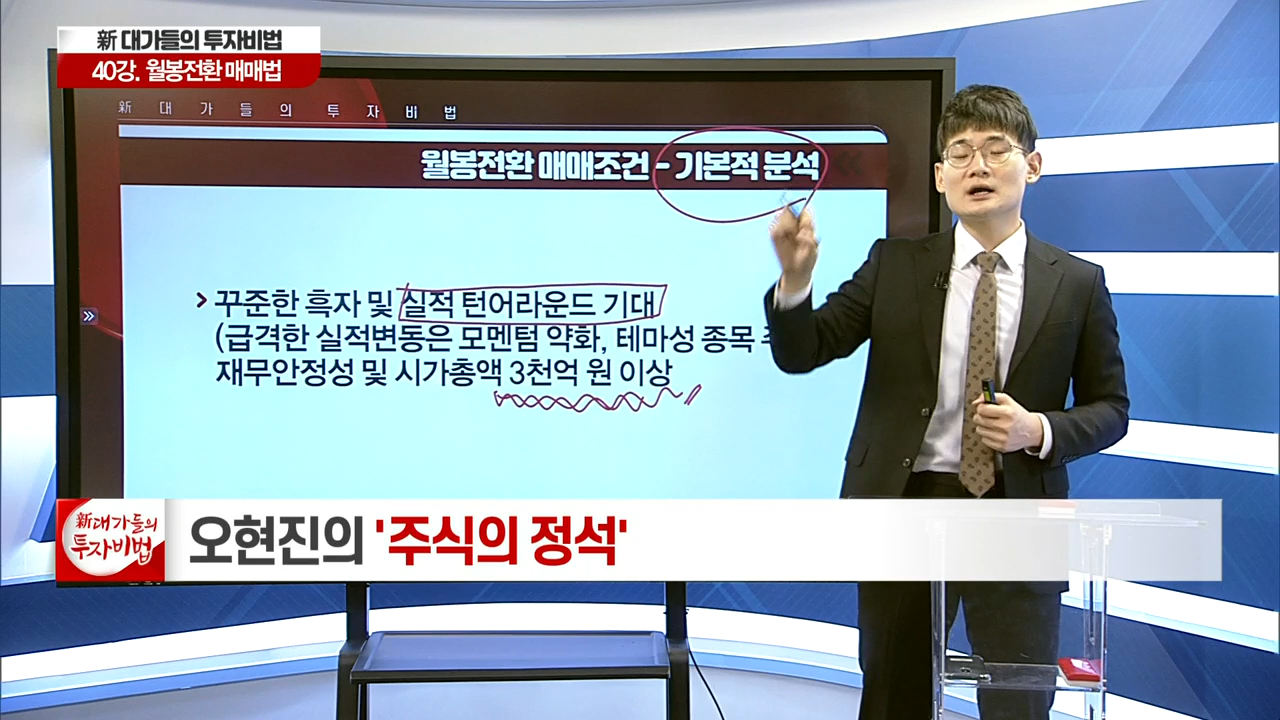 新 대가들의 투자비법
40강. 월봉전환 매매법
新 대 가 들 의 투 자 비 법
월봉전환 매매조건 - 기본적 분석
꾸준한 흑자 및 실적 턴어라운드 기대
(급격한 실적변동은 모멘텀 약화, 테마성 종목
재무안정성 및 시가총액 3천억 원 이상
新 대가들의
투자비법
오현진의 '주식의 정석'